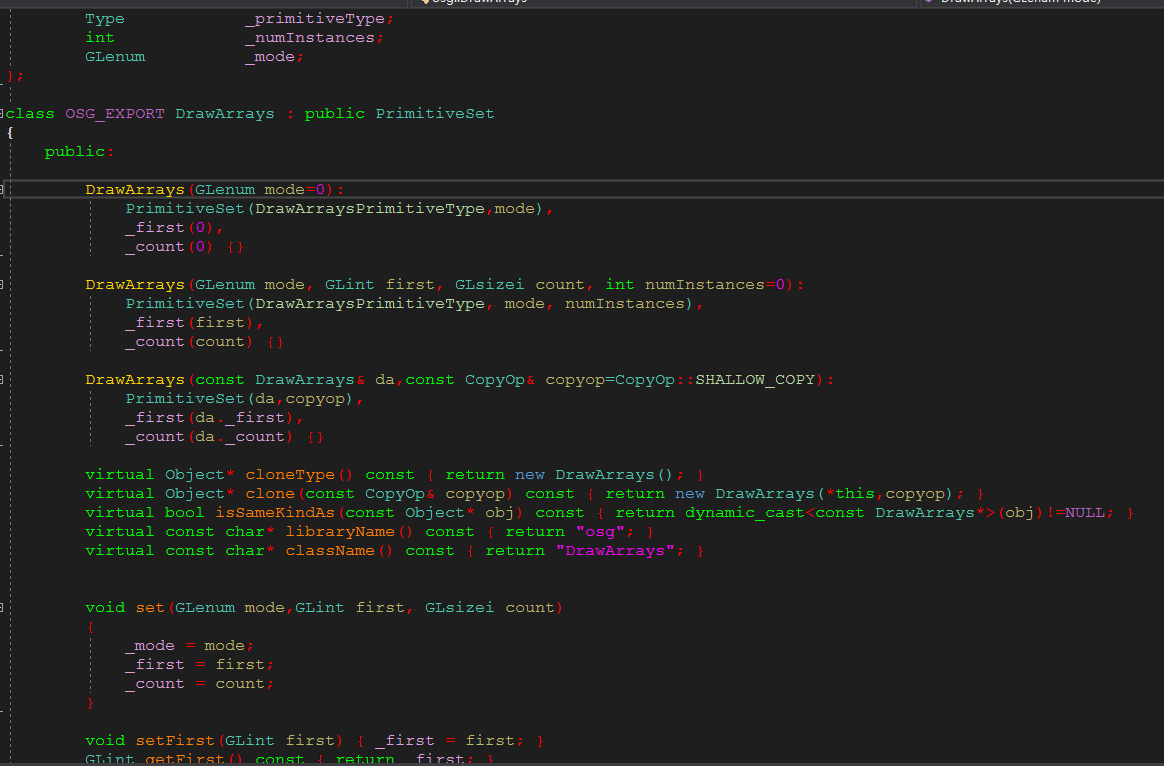 osg::DrawArrays DrawArrays(GLenum mode)
Type _primitiveType;
int _numInstances;
GLenum _mode;
};
class OSG_EXPORT DrawArrays : public PrimitiveSet
{
public:
DrawArrays(GLenum mode=0):
PrimitiveSet(DrawArraysPrimitiveType,mode),
_first(0),
_count(0) {}
DrawArrays(GLenum mode, GLint first, GLsizei count, int numInstances=0):
PrimitiveSet(DrawArraysPrimitiveType, mode, numInstances),
_first(first),
_count(count) {}
DrawArrays(const DrawArrays& da,const CopyOp& copyop=CopyOp::SHALLOW_COPY):
PrimitiveSet(da,copyop),
_first(da._first),
_count(da._count) {}
virtual Object* cloneType() const { return new DrawArrays(); }
virtual Object* clone(const CopyOp& copyop) const { return new DrawArrays(*this,copyop); }
virtual bool isSameKindAs(const Object* obj) const { return dynamic_cast<const DrawArrays*>(obj)!=NULL; }
virtual const char* libraryName() const { return "osg"; }
virtual const char* className() const { return "DrawArrays"; }
void set(GLenum mode,GLint first, GLsizei count)
{
_mode = mode;
_first = first;
_count = count;
}
void setFirst(GLint first) { _first = first; }
GLint getFirst() const { return _first; }